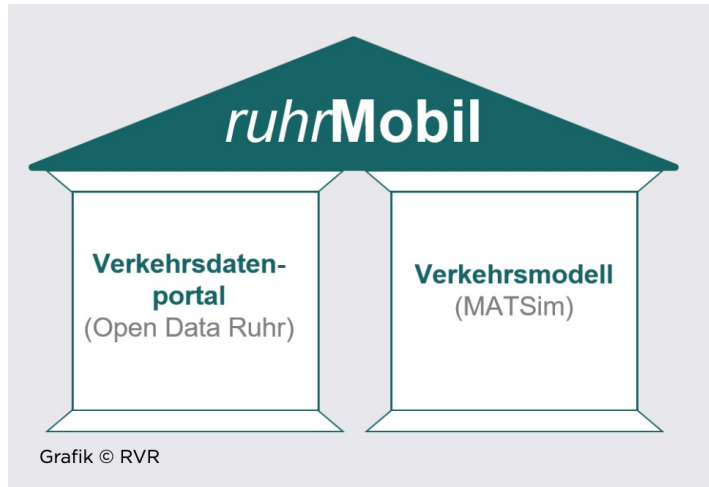 ruhrMobil
Verkehrsdaten-
portal
(Open Data Ruhr)
Verkehrsmodell
(MATSim)
Grafik © RVR